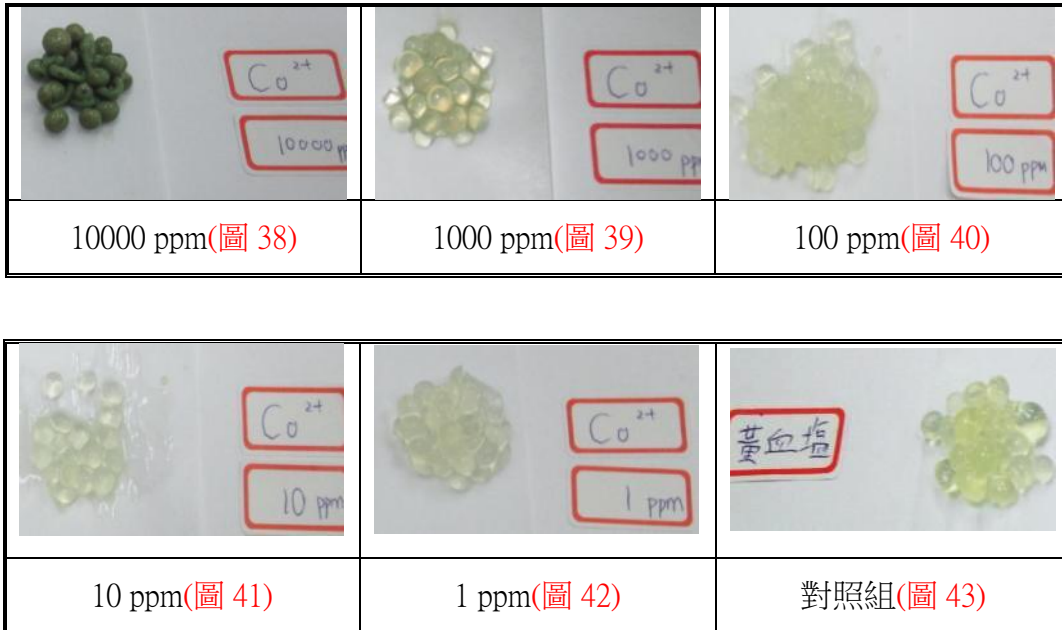 Co²⁺
10000 pp
Co²⁺
1000 pp
Co²⁺
100 ppm
10000 ppm(圖 38)
1000 ppm(圖 39)
100 ppm(圖 40)
Co²⁺
10 ppm
Co²⁺
1 ppm
黃血塩
10 ppm(圖 41)
1 ppm(圖 42)
對照組(圖 43)